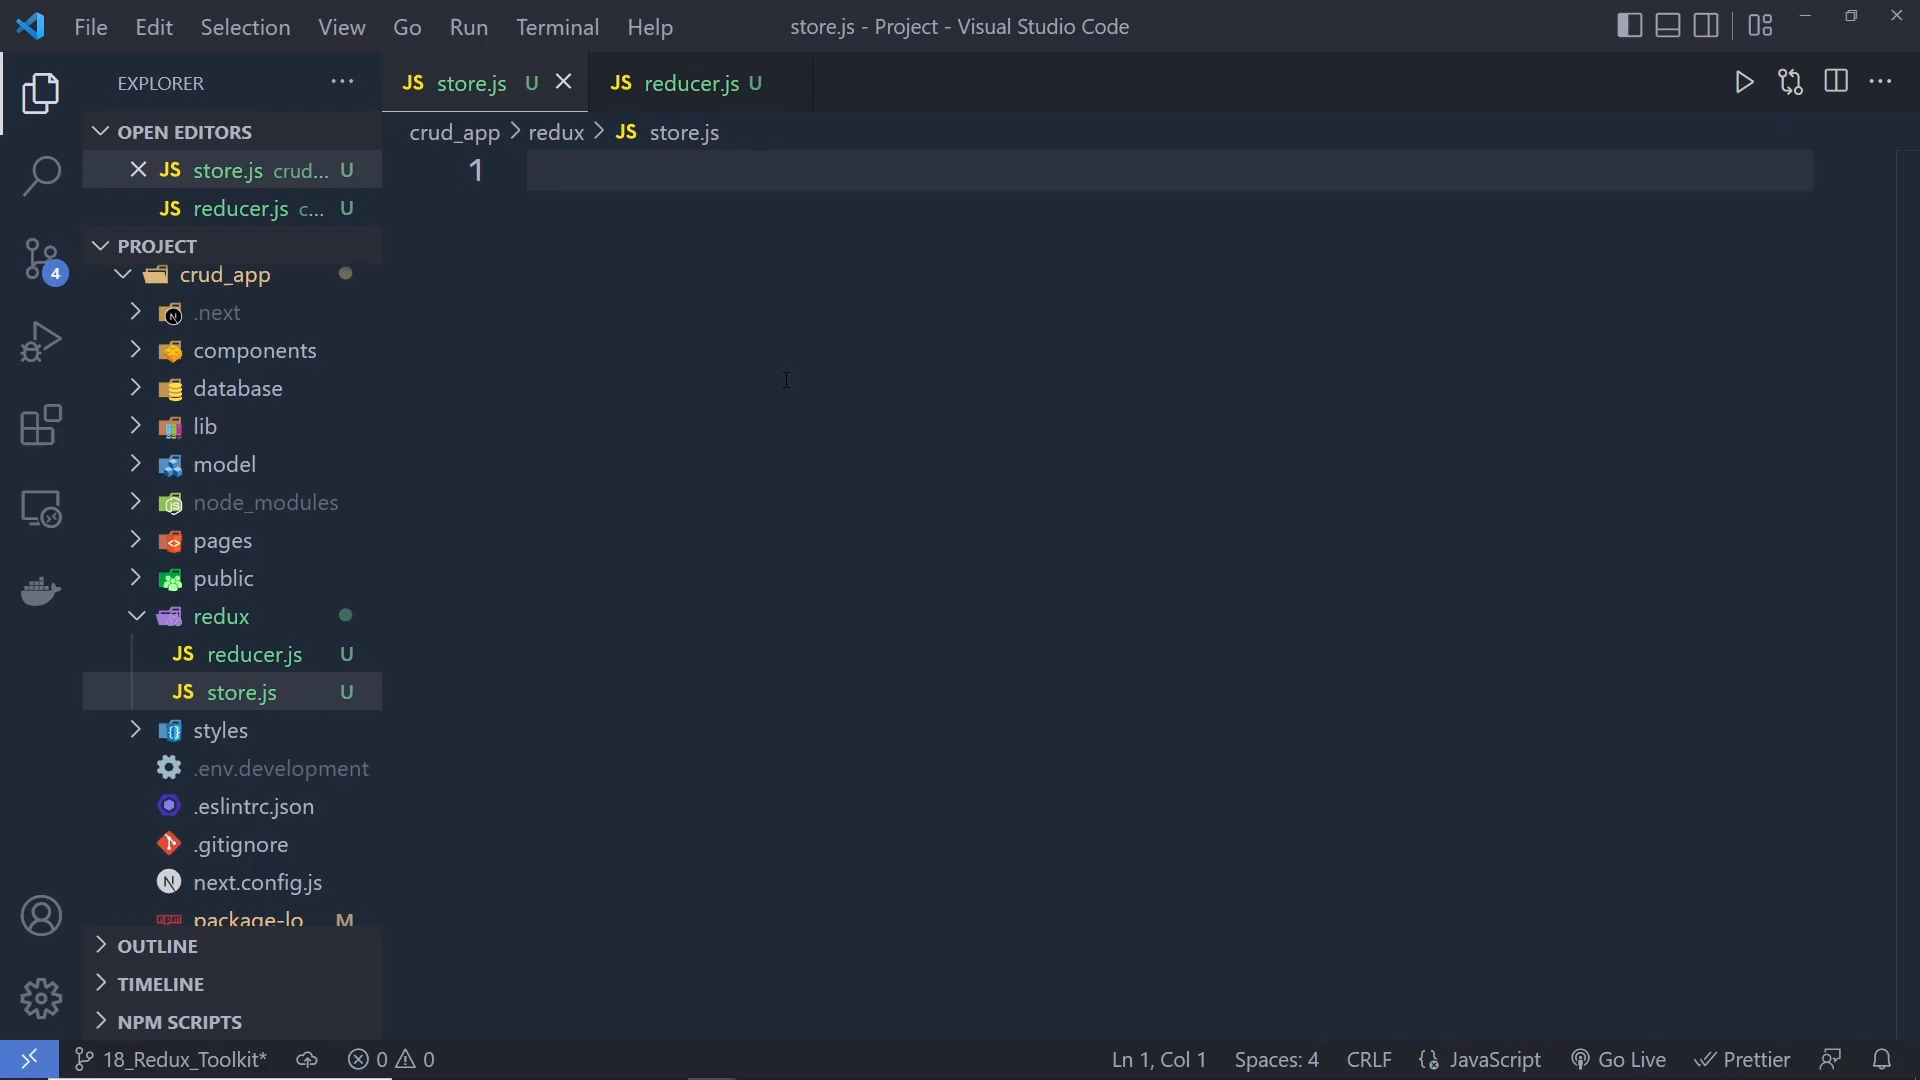 File Edit Selection View Go Run Terminal Help store.js - Project - Visual Studio Code
EXPLORER ···
JS store.js U
JS reducer.js U
OPEN EDITORS
JS store.js crud... U
JS reducer.js c... U
PROJECT
crud_app
.next
components
database
lib
model
node_modules
pages
public
redux
JS reducer.js U
JS store.js U
styles
.env.development
.eslintrc.json
.gitignore
next.config.js
package-lo M
OUTLINE
TIMELINE
NPM SCRIPTS
4
crud_app > redux > JS store.js
1
18_Redux_Toolkit* 0 0 Ln 1, Col 1 Spaces: 4 CRLF JavaScript Go Live Prettier